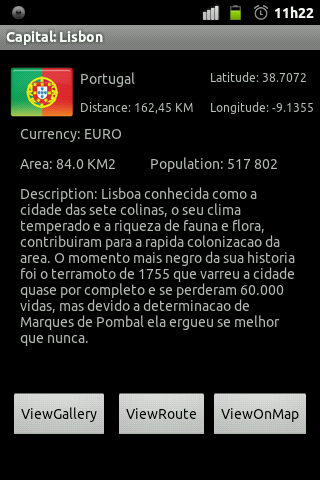 11h22
Capital: Lisbon
Portugal
Latitude: 38.7072
Distance: 162,45 KM
Longitude: -9.1355
Currency: EURO
Area: 84.0 KM2
Population: 517 802
Description: Lisboa conhecida como a
cidade das sete colinas, o seu clima
temperado e a riqueza de fauna e flora,
contribuiram para a rapida colonizacao da
area. O momento mais negro da sua historia
foi o terramoto de 1755 que varreu a cidade
quase por completo e se perderam 60.000
vidas, mas devido a determinacao de
Marques de Pombal ela ergueu se melhor
que nunca.
ViewGallery
ViewRoute
ViewOnMap